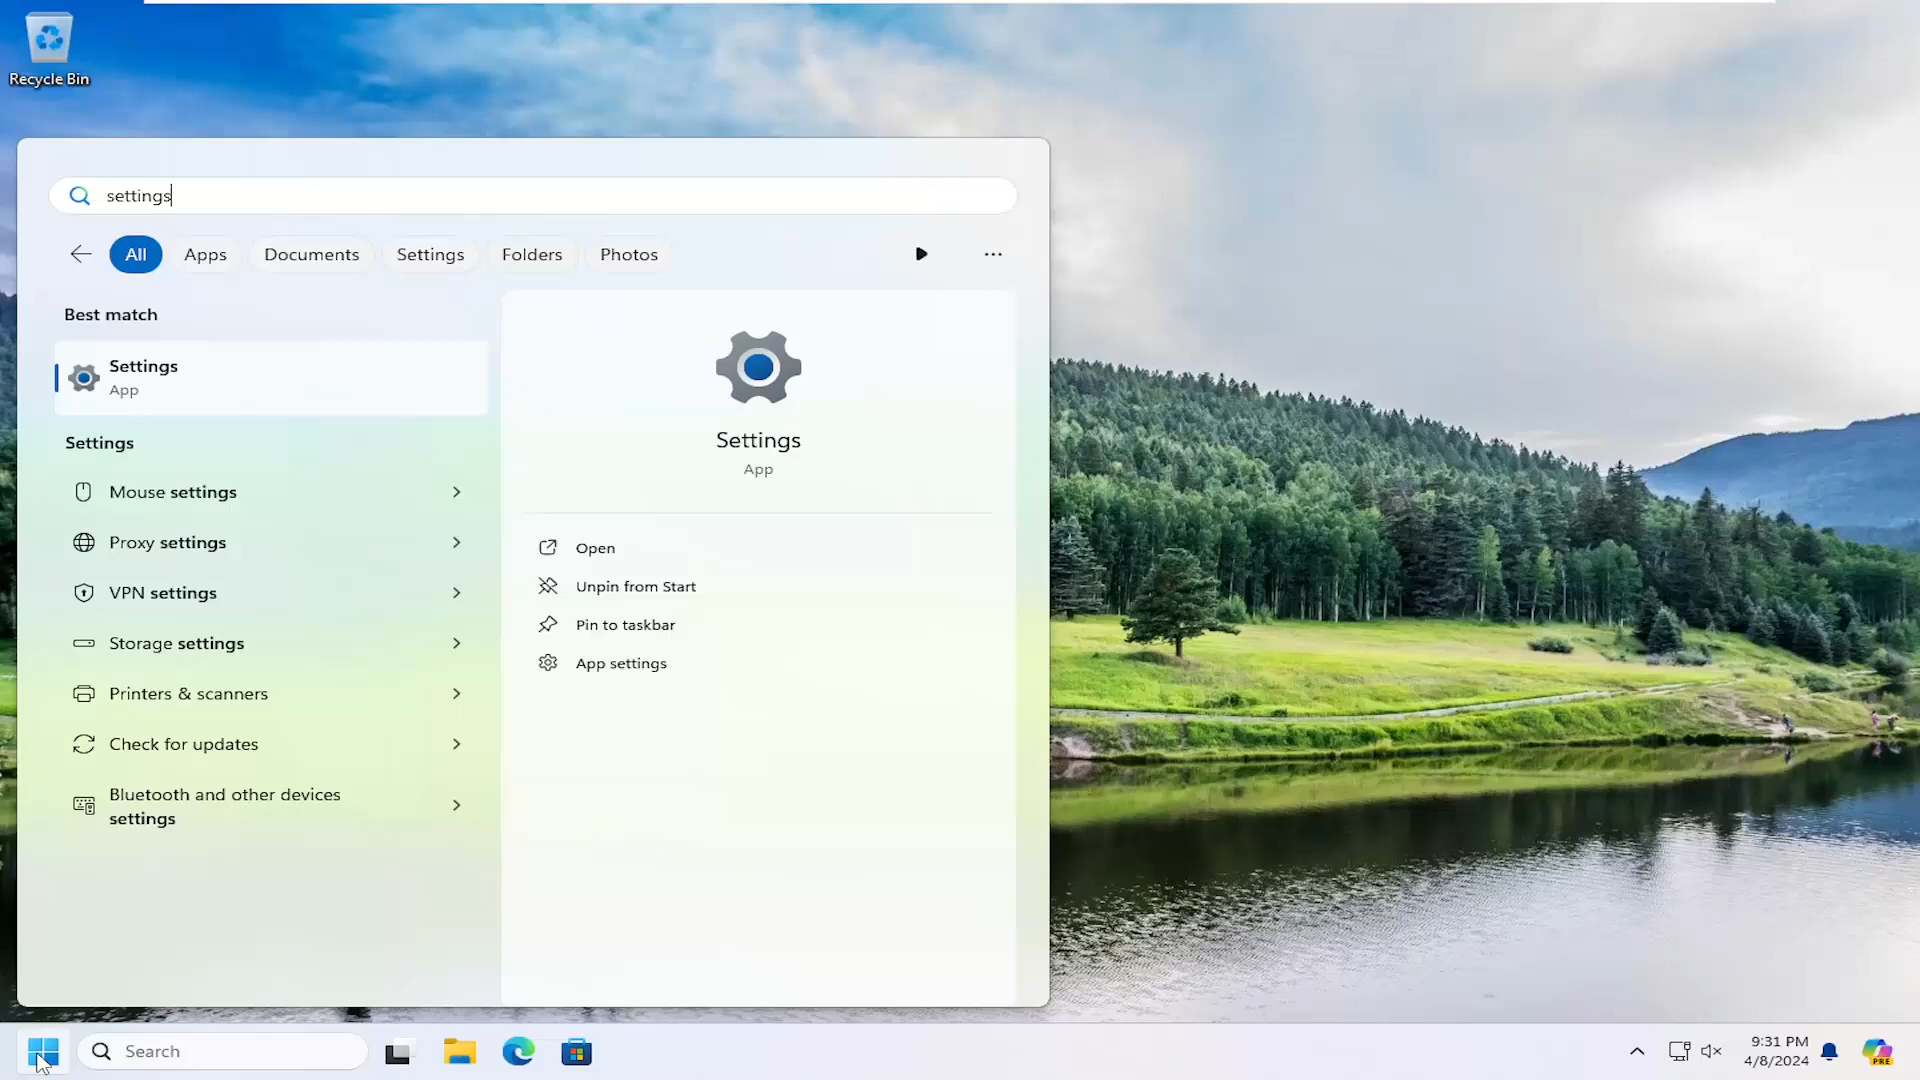 Recycle Bin
settings
All
Apps
Documents
Settings
Folders
Photos
Best match
Settings
App
Settings
Mouse settings
Proxy settings
VPN settings
Storage settings
Printers & scanners
Check for updates
Bluetooth and other devices
settings
Settings
App
Open
Unpin from Start
Pin to taskbar
App settings
Search
9:31 PM
4/8/2024
PRE